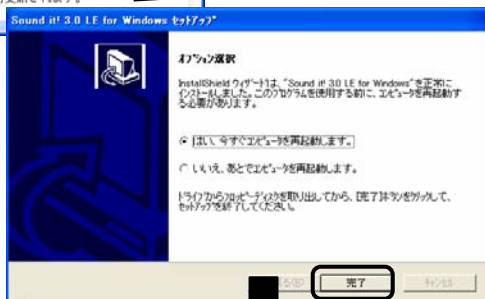 Sound it! 3.0 LE for Windows セットアップ
オプション選択
InstallShield ウィザードは、"Sound it! 3.0 LE for Windows"を正常に
インストールしました。このプログラムを使用する前に、コンピュータを再起動す
る必要があります。
はい、今すぐコンピュータを再起動します。
いいえ、あとでコンピュータを再起動します。
ドライブからフロッピーディスクを取り出してから、[完了]ボタンをクリックして、
セットアップを終了してください。
完了
キャンセル